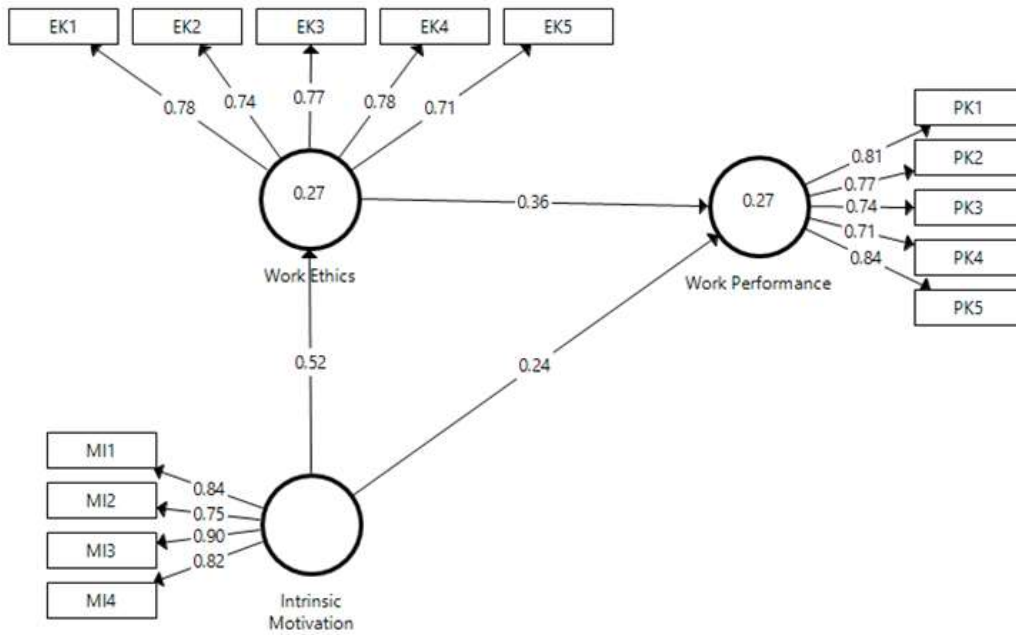 EK1 EK2 EK3 EK4 EK5
0.78 0.74 0.77 0.78 0.71
0.27
Work Ethics
0.36
0.27
Work Performance
0.81
0.77
0.74
0.71
0.84
PK1
PK2
PK3
PK4
PK5
0.52
0.24
MI1
MI2
MI3
MI4
0.84
0.75
0.90
0.82
Intrinsic
Motivation